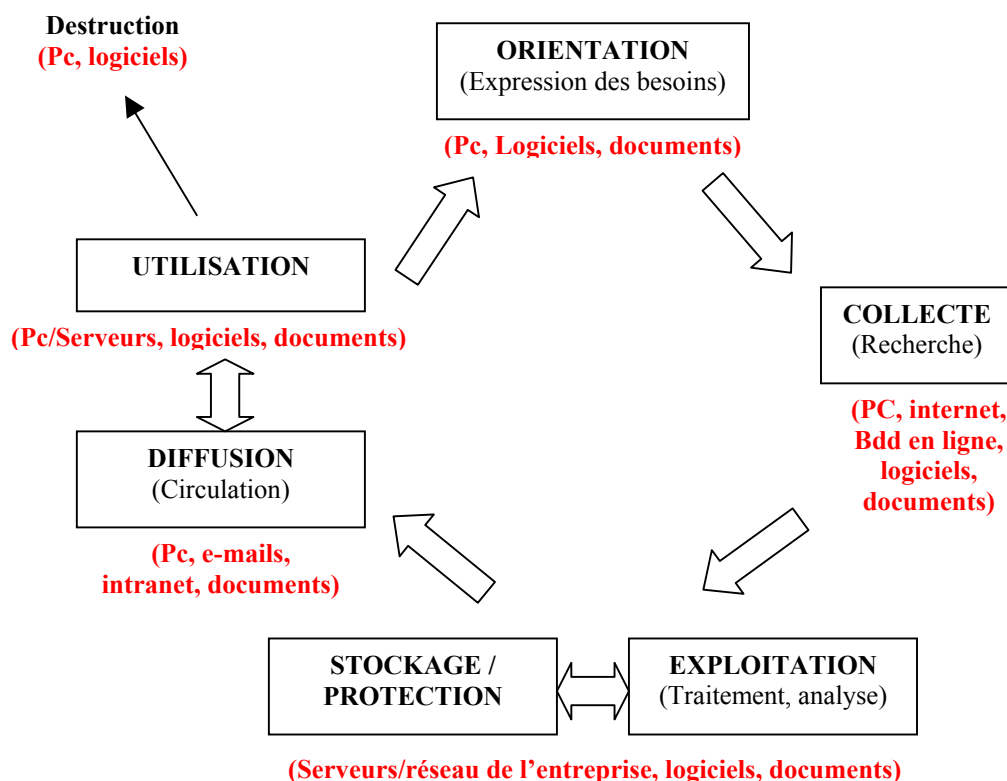 Destruction
(Pc, logiciels)
ORIENTATION
(Expression des besoins)
(Pc, Logiciels, documents)
UTILISATION
(Pc/Serveurs, logiciels, documents)
COLLECTE
(Recherche)
(PC, internet,
Bdd en ligne,
logiciels,
documents)
DIFFUSION
(Circulation)
(Pc, e-mails,
intranet, documents)
STOCKAGE /
PROTECTION
EXPLOITATION
(Traitement, analyse)
(Serveurs/réseau de l’entreprise, logiciels, documents)